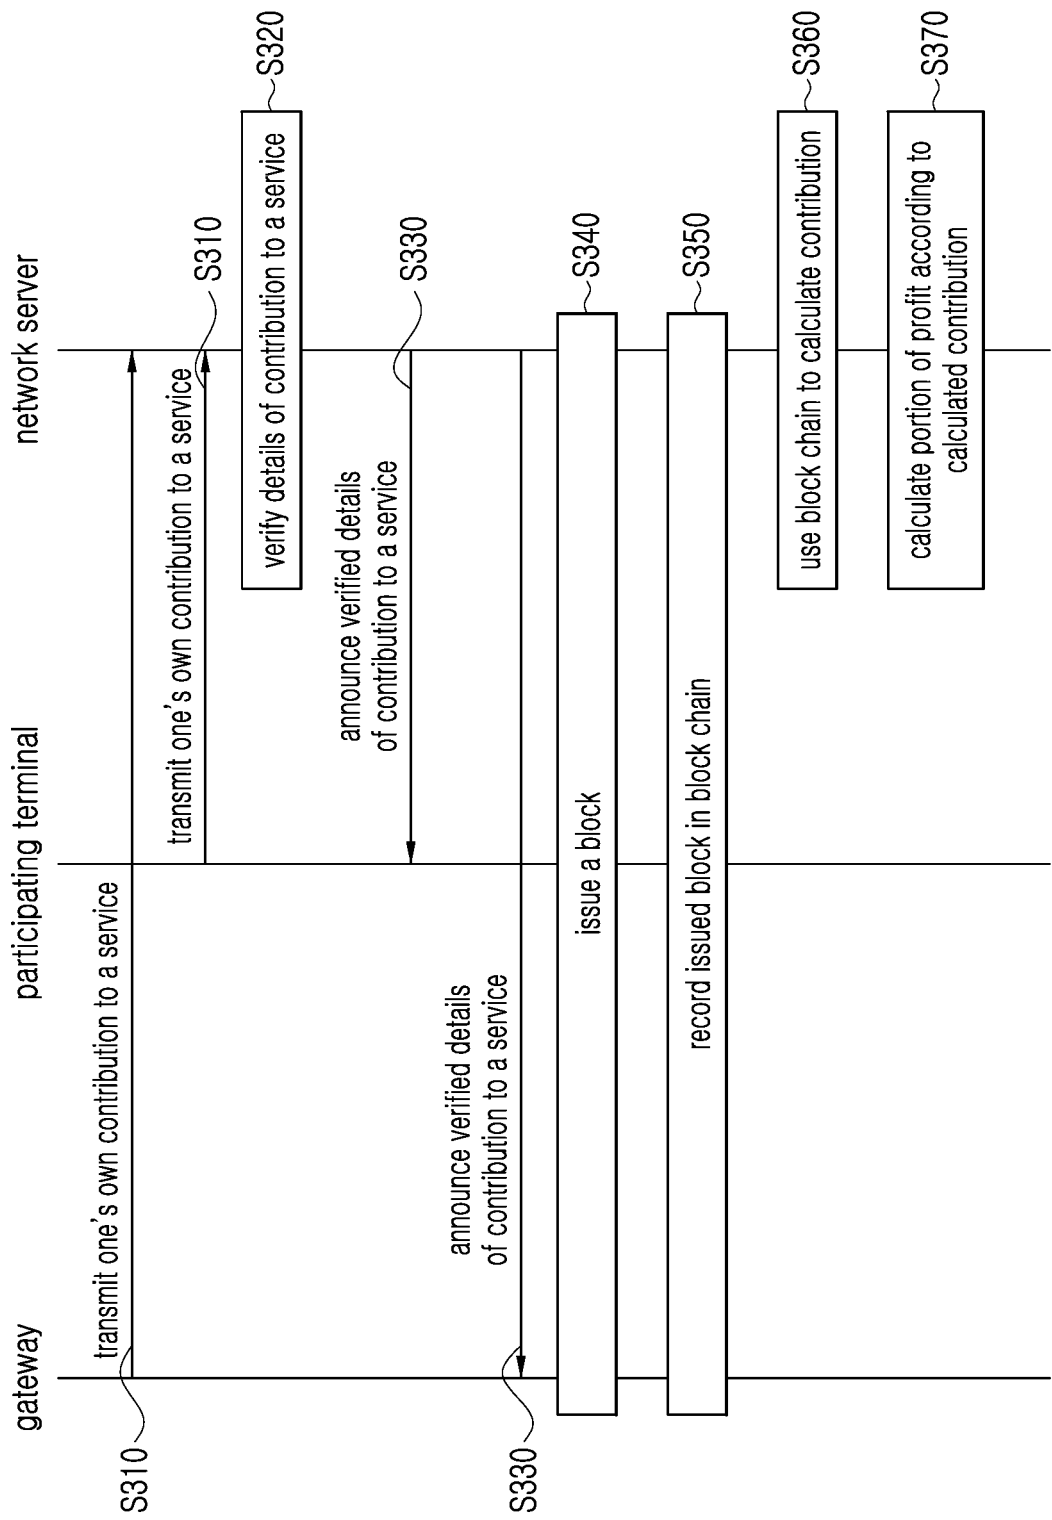 gateway
participating terminal
network server
S310
transmit one's own contribution to a service
transmit one's own contribution to a service
S310
verify details of contribution to a service
S320
announce verified details
of contribution to a service
S330
S330
announce verified details
of contribution to a service
issue a block
S340
record issued block in block chain
S350
use block chain to calculate contribution
S360
calculate portion of profit according to
calculated contribution
S370